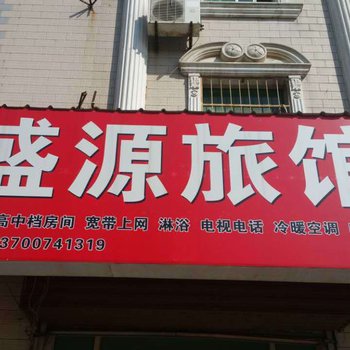 盛源旅馆
高中档房间 宽带上网 淋浴 电视电话 冷暖空调
13700741319